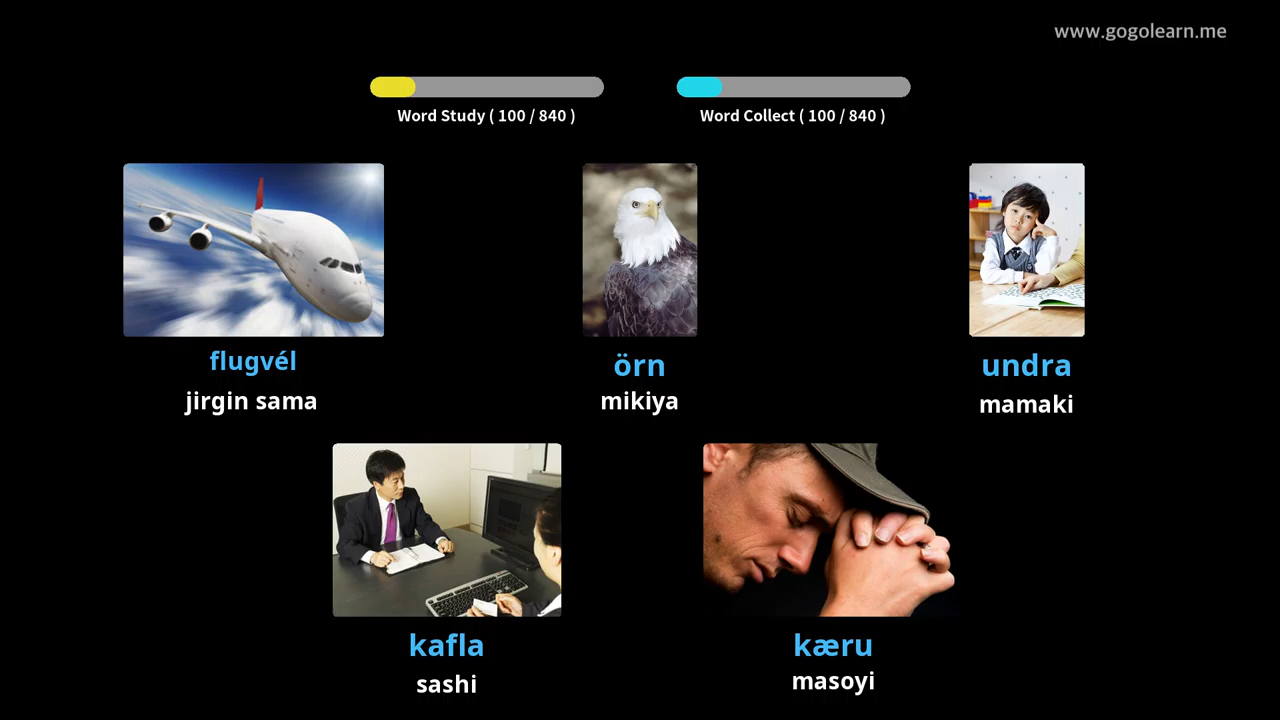 www.gogolearn.me
Word Study ( 100 / 840 )
Word Collect ( 100 / 840 )
flugvél
jirgin sama
örn
mikiya
undra
mamaki
kafla
sashi
kæru
masoyi